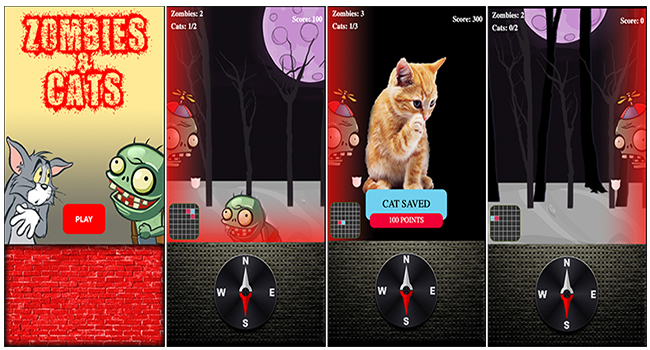 ZOMBIES
&
CATS
PLAY
Zombies: 2
Score: 100
Cats: 1/2
N
W
E
S
Zombies: 3
Score: 300
Cats: 1/3
CAT SAVED
100 POINTS
N
W
E
S
Zombies: 2
Score: 0
Cats: 0/2
N
W
E
S